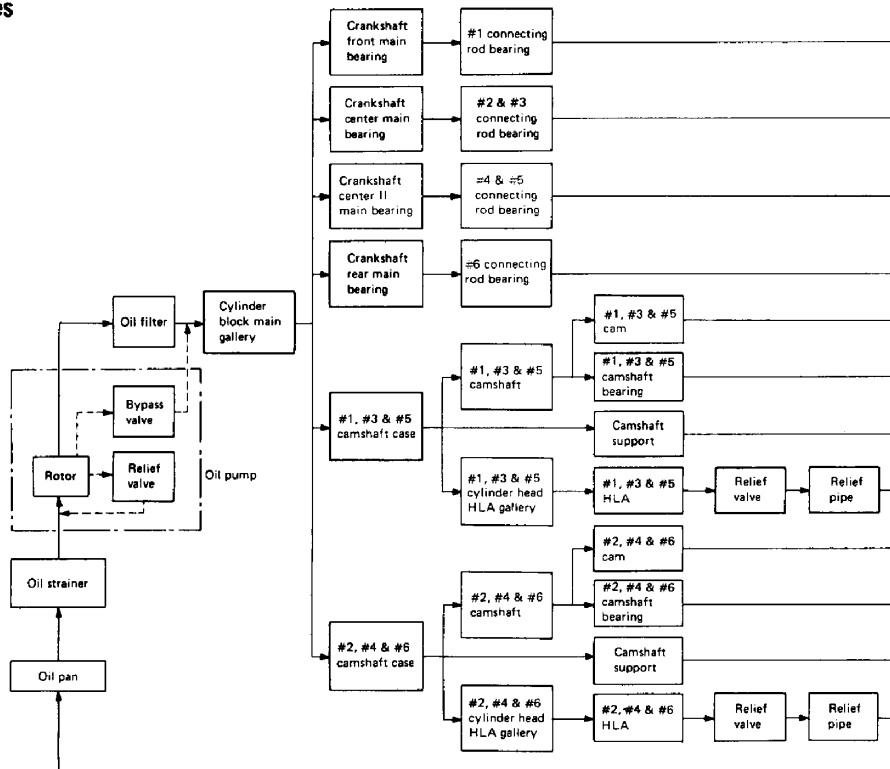 es
Crankshaft
front main
bearing
#1 connecting
rod bearing
Crankshaft
center main
bearing
#2 & #3
connecting
rod bearing
Crankshaft
center II
main bearing
#4 & #5
connecting
rod bearing
Crankshaft
rear main
bearing
#6 connecting
rod bearing
Oil filter
Cylinder
block main
gallery
#1, #3 & #5
cam
#1, #3 & #5
camshaft
#1, #3 & #5
camshaft
bearing
Bypass
valve
#1, #3 & #5
camshaft case
Camshaft
support
Rotor
Relief
valve
Oil pump
#1, #3 & #5
cylinder head
HLA gallery
#1, #3 & #5
HLA
Relief
valve
Relief
pipe
#2, #4 & #6
cam
Oil strainer
#2, #4 & #6
camshaft
#2, #4 & #6
camshaft
bearing
#2, #4 & #6
camshaft case
Camshaft
support
Oil pan
#2, #4 & #6
cylinder head
HLA gallery
#2, #4 & #6
HLA
Relief
valve
Relief
pipe